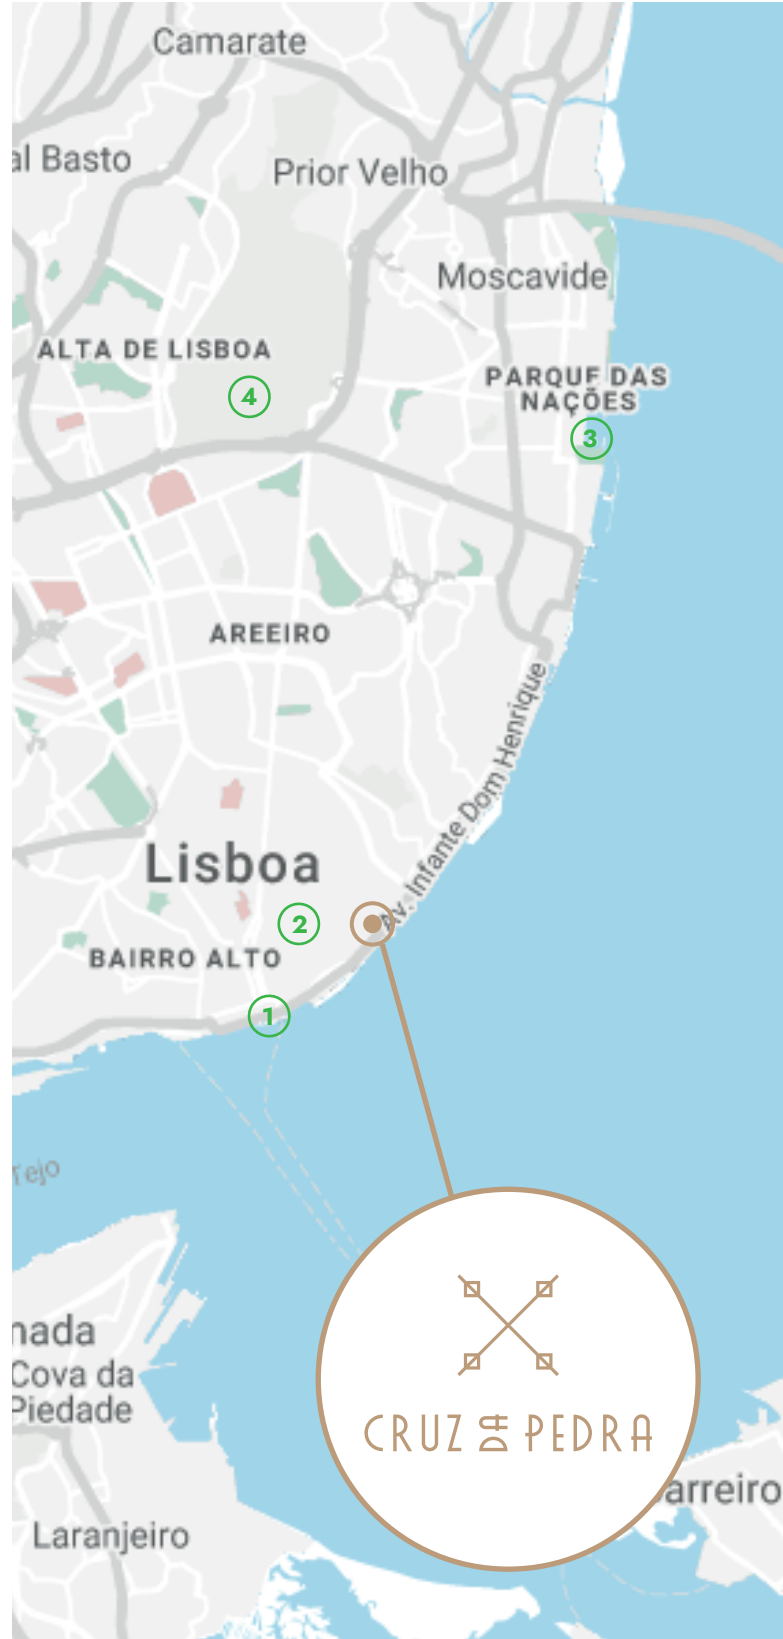 Camarate
al Basto
Prior Velho
Moscavide
ALTA DE LISBOA
4
PARQUE DAS
NAÇÕES
3
AREEIRO
Av. Infante Dom Henrique
Lisboa
2
BAIRRO ALTO
1
Tejo
nada
Cova da
Piedade
CRUZ DA PEDRA
arreiro
Laranjeiro